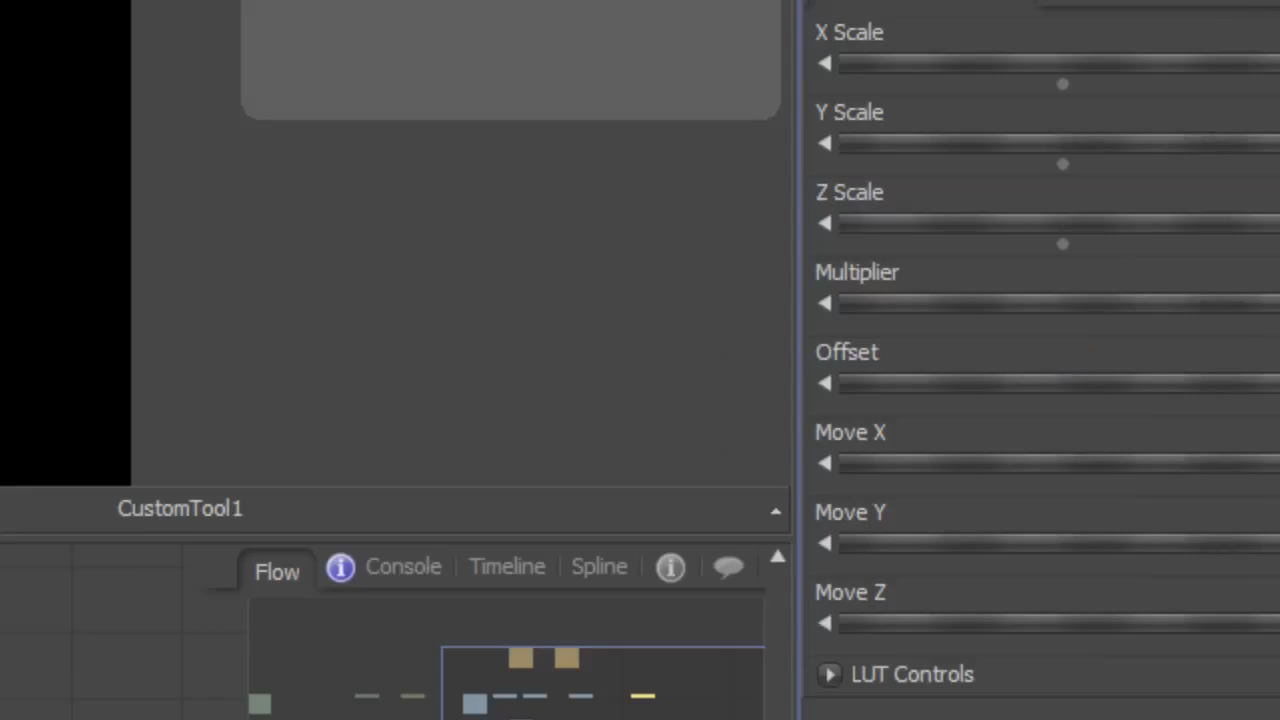 X Scale
Y Scale
Z Scale
Multiplier
Offset
Move X
Move Y
Move Z
LUT Controls
CustomTool1
Flow
Console
Timeline
Spline